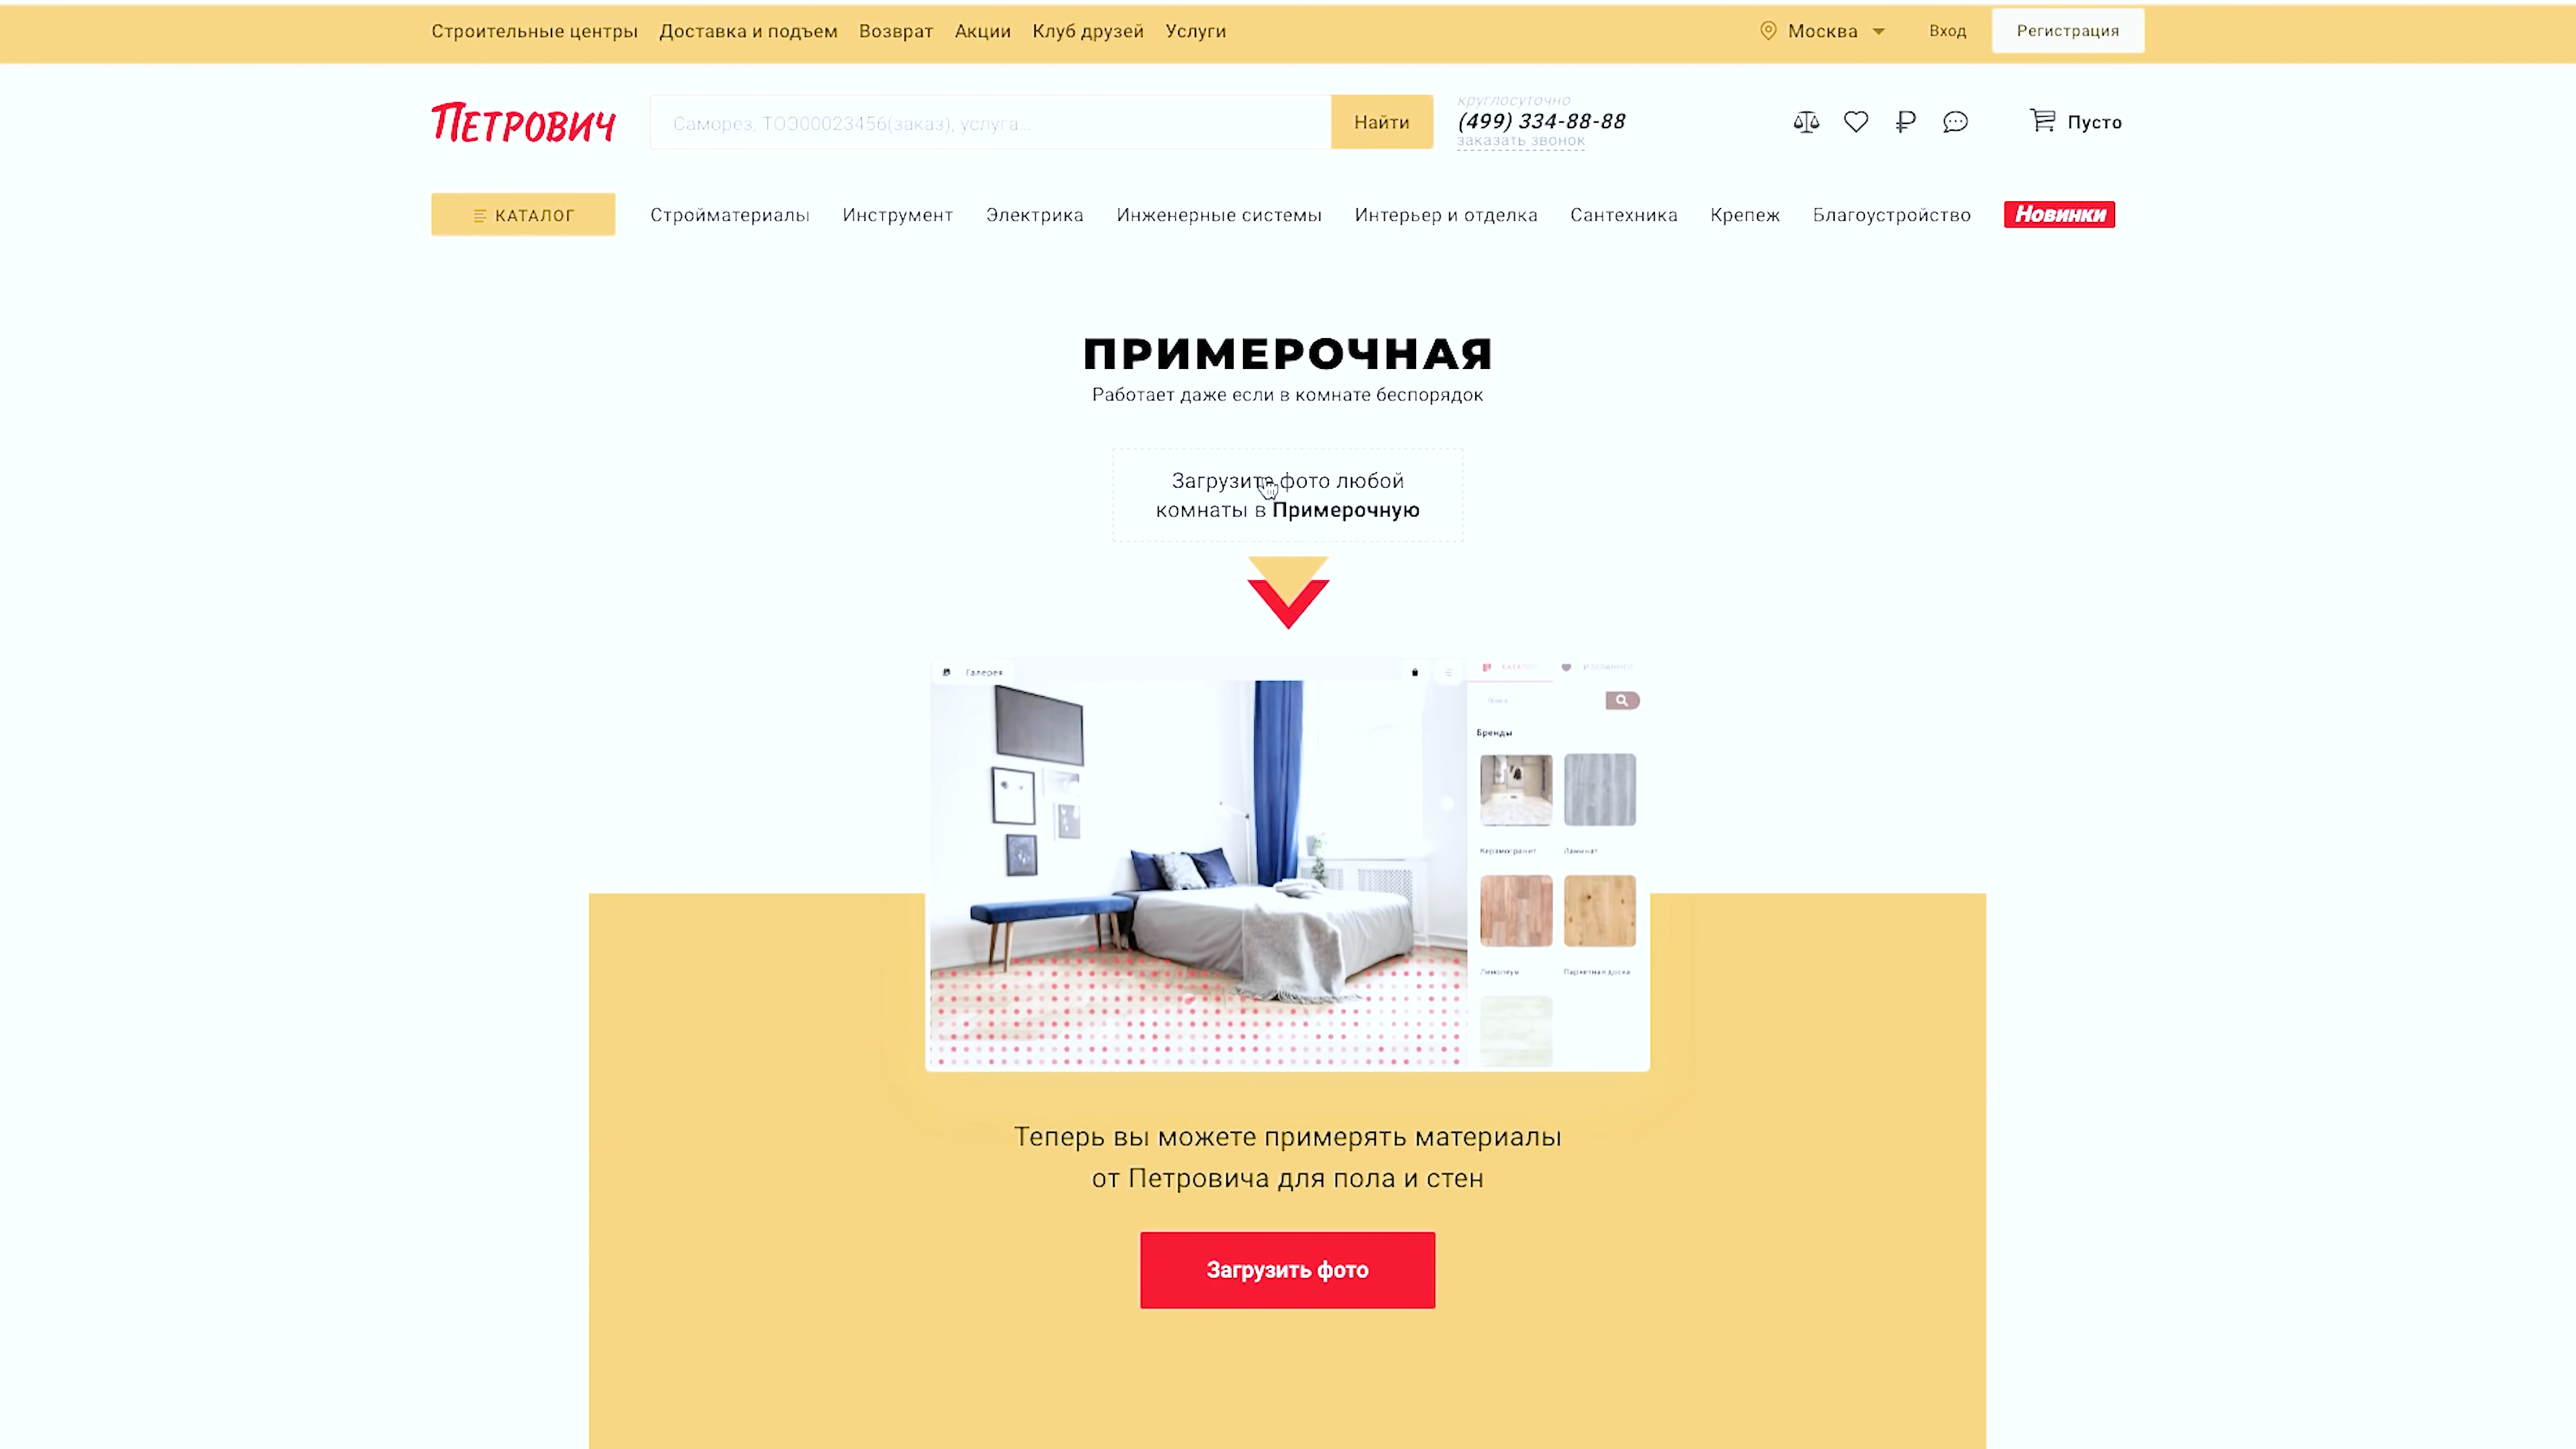 Строительные центры Доставка и подъем Возврат Акции Клуб друзей Услуги Москва Вход Регистрация
ПЕТРОВИЧ
Саморез, ТОЭ00023456(заказ), услуга...
Найти
круглосуточно
(499) 334-88-88
заказать звонок
Пусто
КАТАЛОГ Стройматериалы Инструмент Электрика Инженерные системы Интерьер и отделка Сантехника Крепеж Благоустройство Новинки
ПРИМЕРОЧНАЯ
Работает даже если в комнате беспорядок
Загрузите фото любой
комнаты в Примерочную
Галерея
КАТАЛОГ ИЗБРАННОЕ
Поиск
Бренды
Керамогранит Ламинат
Линолеум Паркетная доска
Теперь вы можете примерять материалы
от Петровича для пола и стен
Загрузить фото